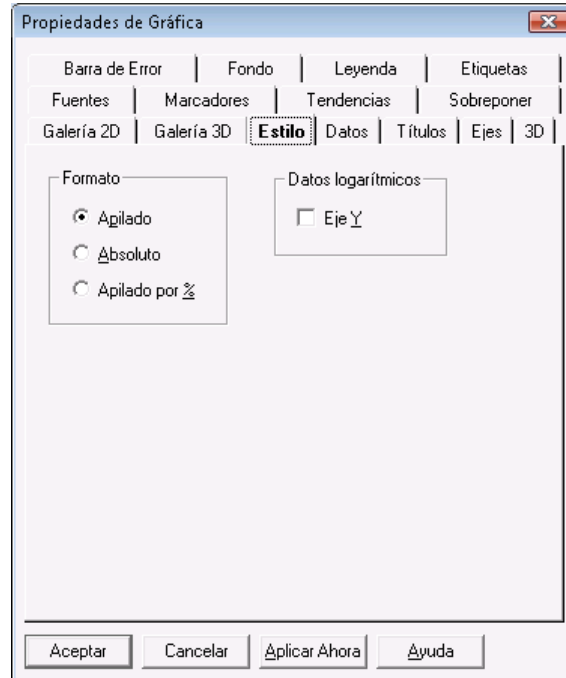 Propiedades de Gráfica
Barra de Error Fondo Leyenda Etiquetas
Fuentes Marcadores Tendencias Sobreponer
Galería 2D Galería 3D Estilo Datos Títulos Ejes 3D
Formato Datos logarítmicos
Apilado Eje Y
Absoluto
Apilado por %
Aceptar Cancelar Aplicar Ahora Ayuda